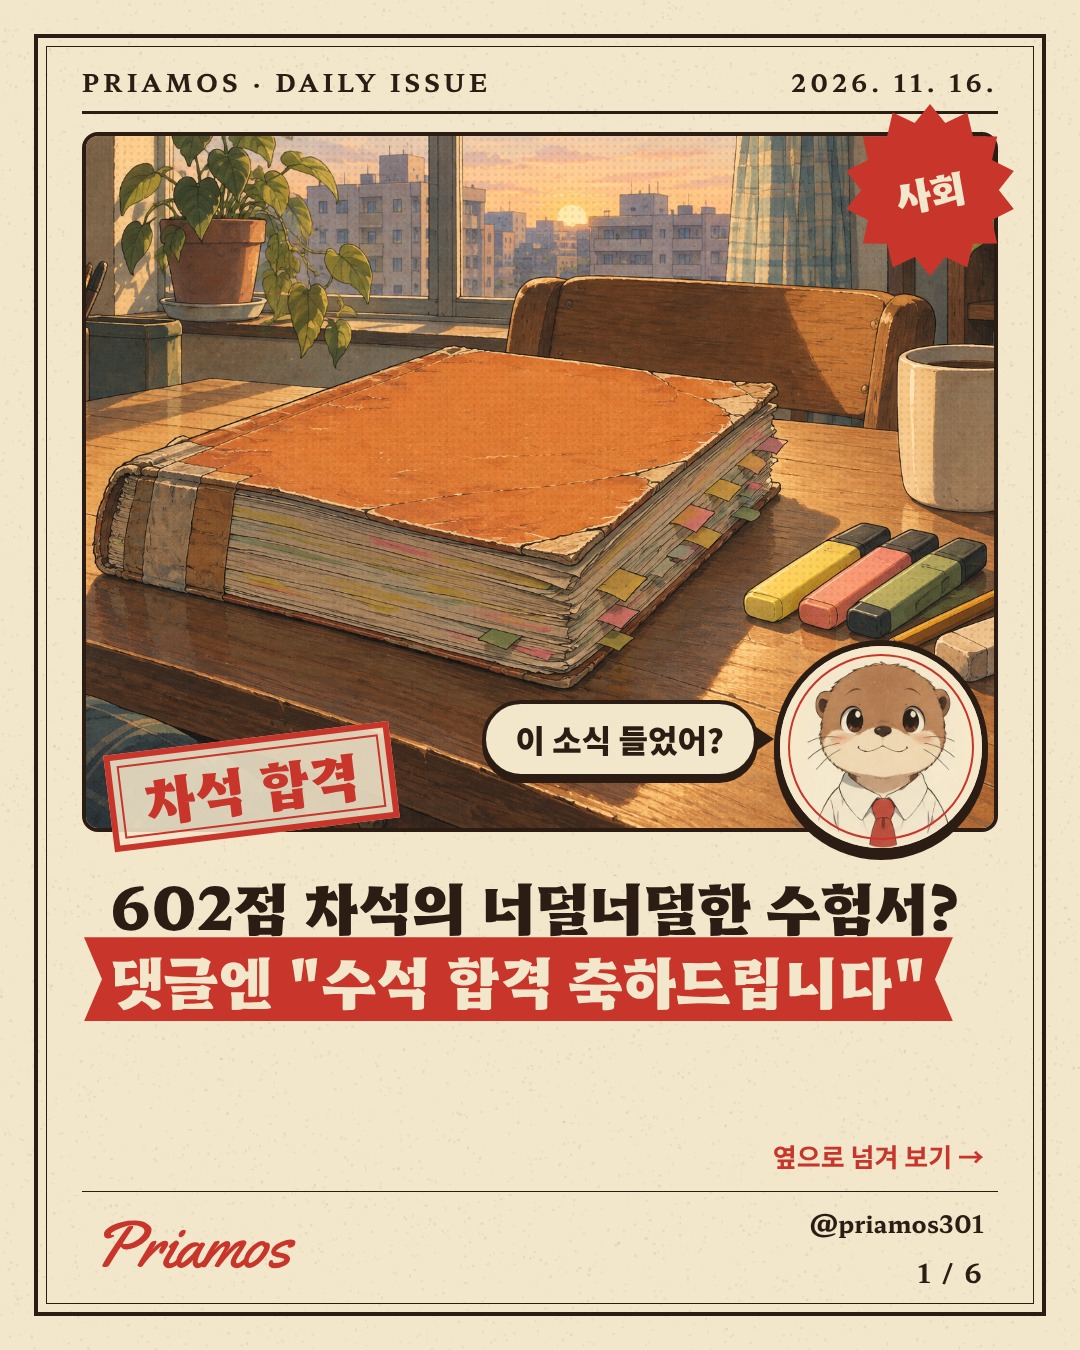 PRIAMOS · DAILY ISSUE
2026. 11. 16.
사회
이 소식 들었어?
차석 합격
602점 차석의 너덜너덜한 수험서?
댓글엔 "수석 합격 축하드립니다"
옆으로 넘겨 보기 →
Priamos
@priamos301
1 / 6